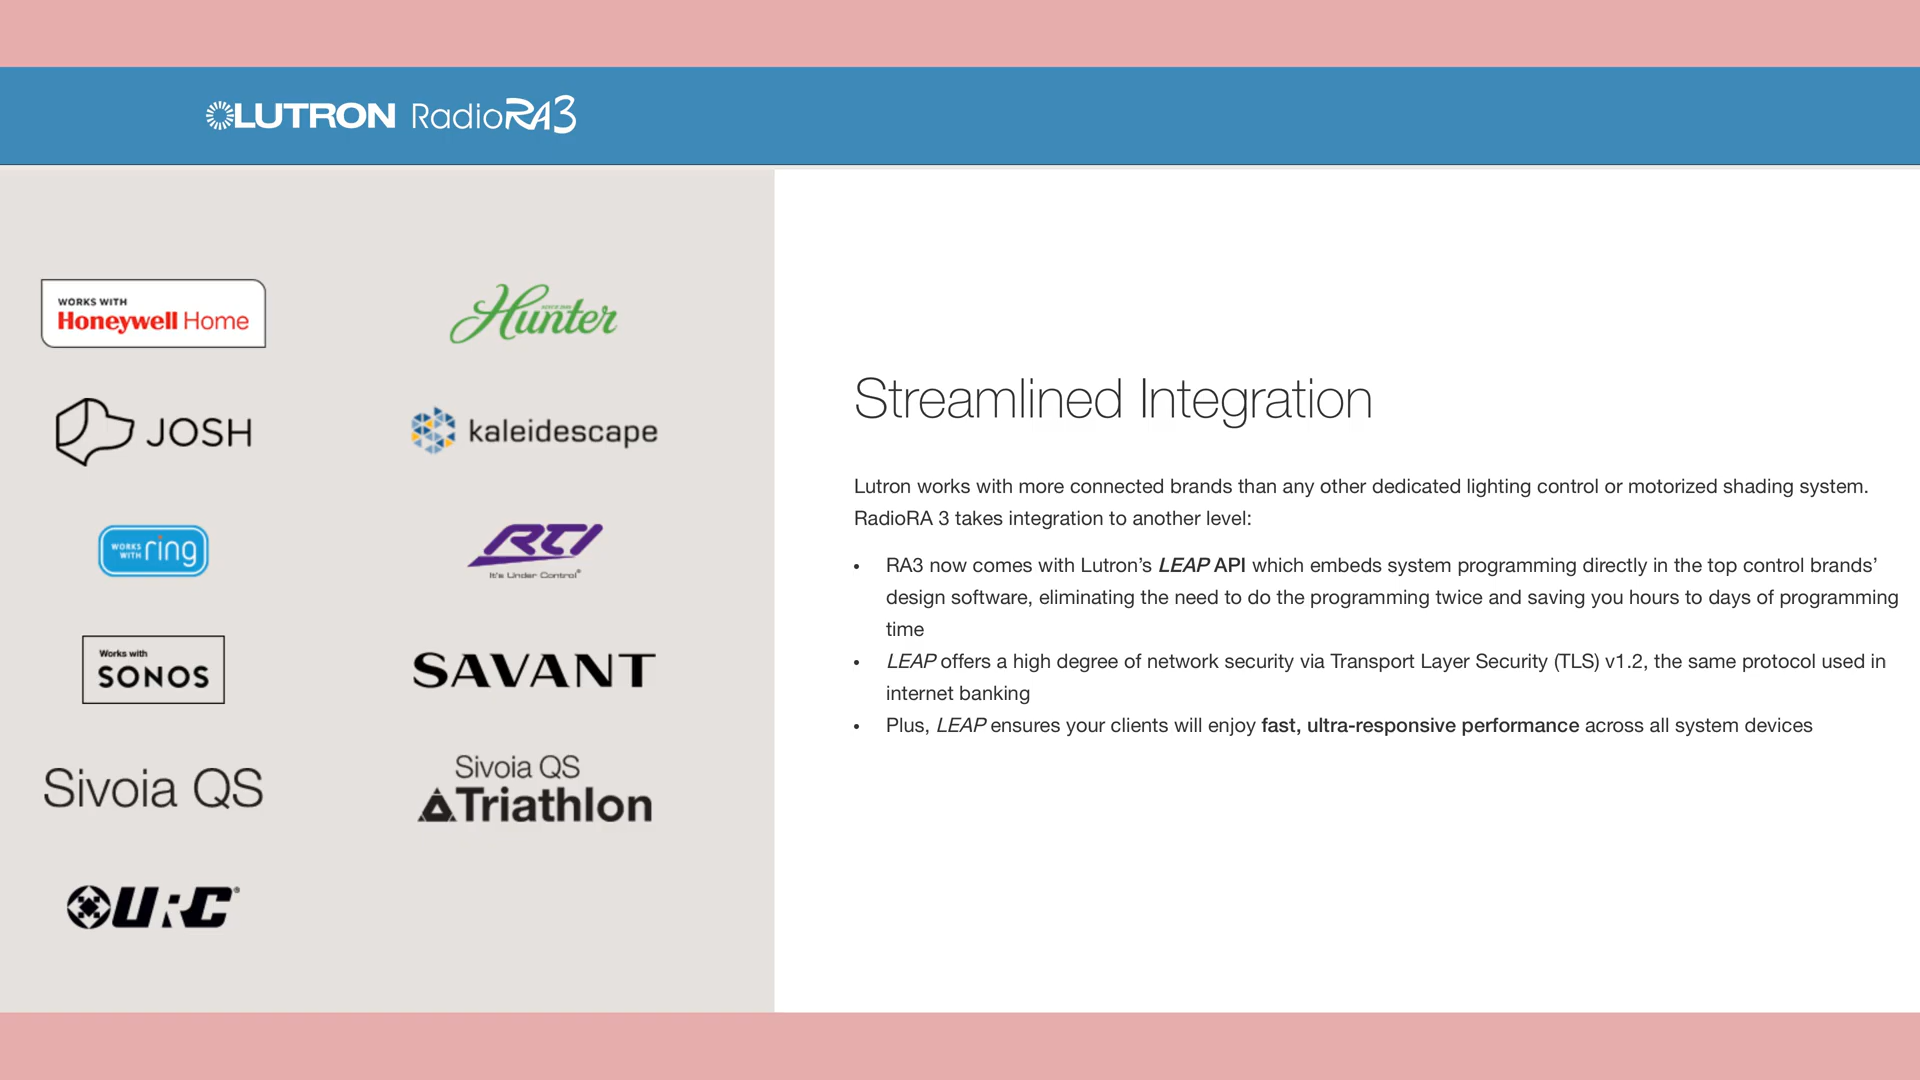 LUTRON RadioRA3
WORKS WITH
Honeywell Home
Hunter
JOSH
kaleidescape
WORKS WITH ring
RTI
It's Under Control®
Works with
SONOS
SAVANT
Sivoia QS
Sivoia QS
Triathlon
URC®
Streamlined Integration
Lutron works with more connected brands than any other dedicated lighting control or motorized shading system.
RadioRA 3 takes integration to another level:
• RA3 now comes with Lutron’s LEAP API which embeds system programming directly in the top control brands’
design software, eliminating the need to do the programming twice and saving you hours to days of programming
time
• LEAP offers a high degree of network security via Transport Layer Security (TLS) v1.2, the same protocol used in
internet banking
• Plus, LEAP ensures your clients will enjoy fast, ultra-responsive performance across all system devices